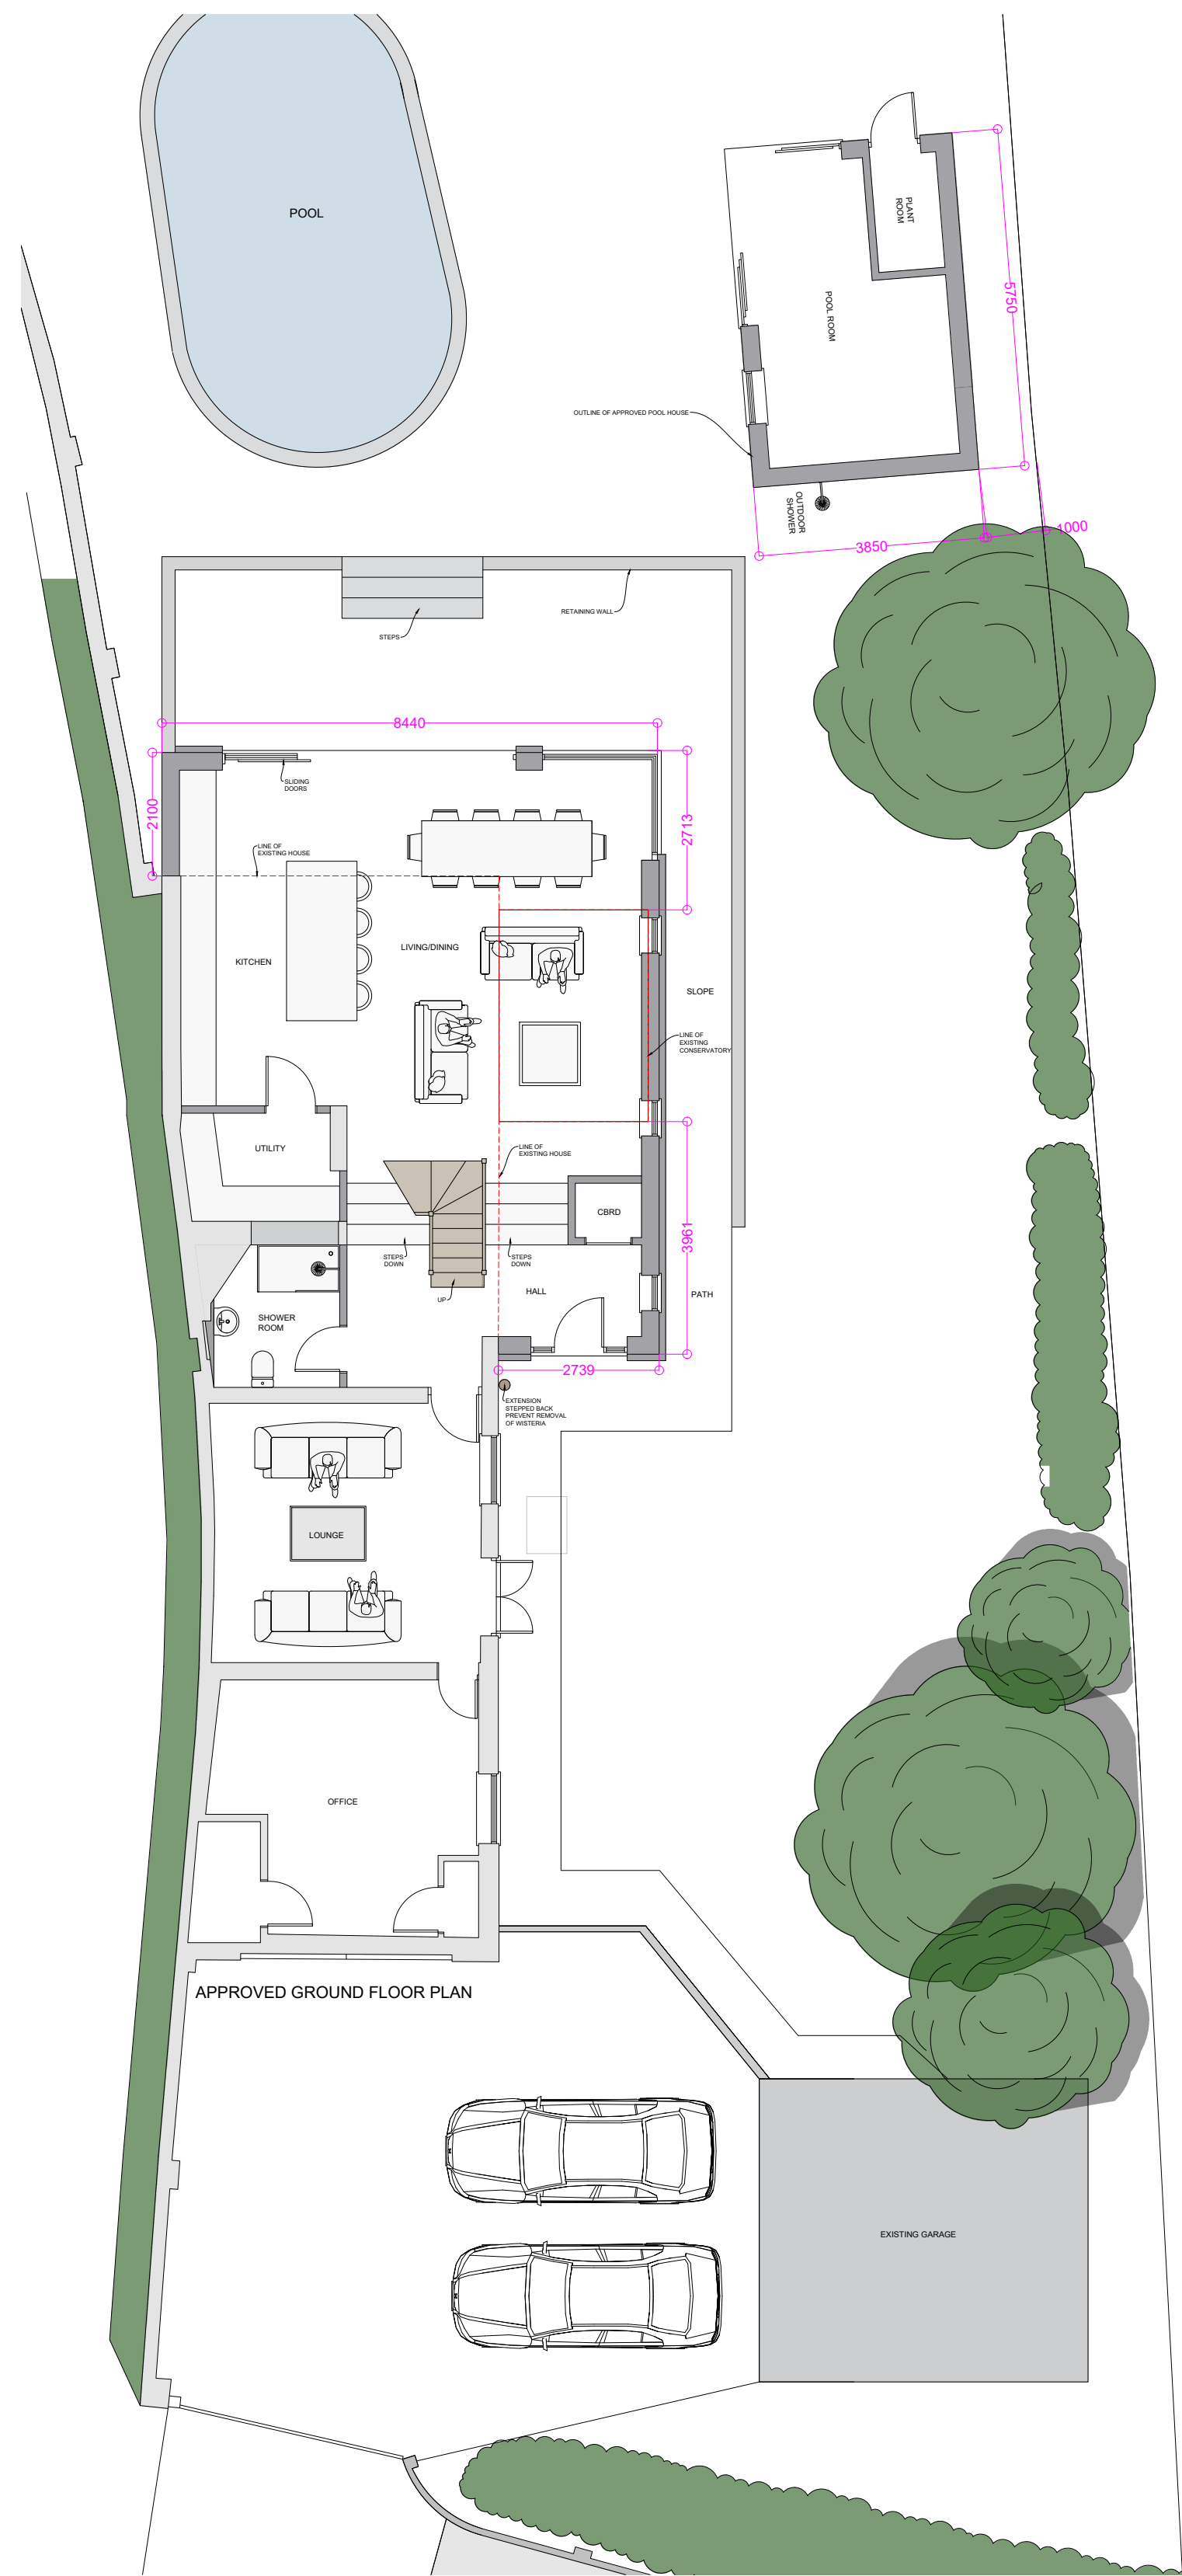 POOL
PLANT
ROOM
POOL ROOM
5750
OUTLINE OF APPROVED POOL HOUSE
OUTDOOR
SHOWER
3850
1000
RETAINING WALL
STEPS
8440
SLIDING
DOORS
2100
2713
LINE OF
EXISTING HOUSE
LIVING/DINING
KITCHEN
SLOPE
LINE OF
EXISTING
CONSERVATORY
UTILITY
LINE OF
EXISTING HOUSE
CBRD
3961
STEPS
DOWN
STEPS
DOWN
HALL
PATH
UP
SHOWER
ROOM
2739
EXTENSION
STEPPED BACK
PREVENT REMOVAL
OF WISTERIA
LOUNGE
OFFICE
APPROVED GROUND FLOOR PLAN
EXISTING GARAGE